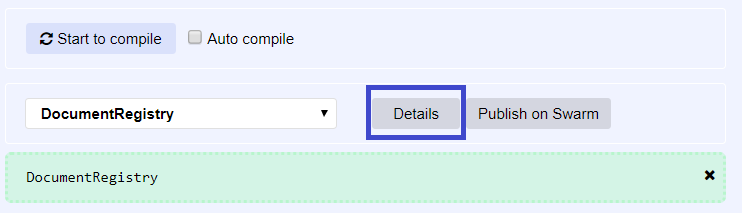 Start to compile Auto compile
DocumentRegistry Details Publish on Swarm
DocumentRegistry